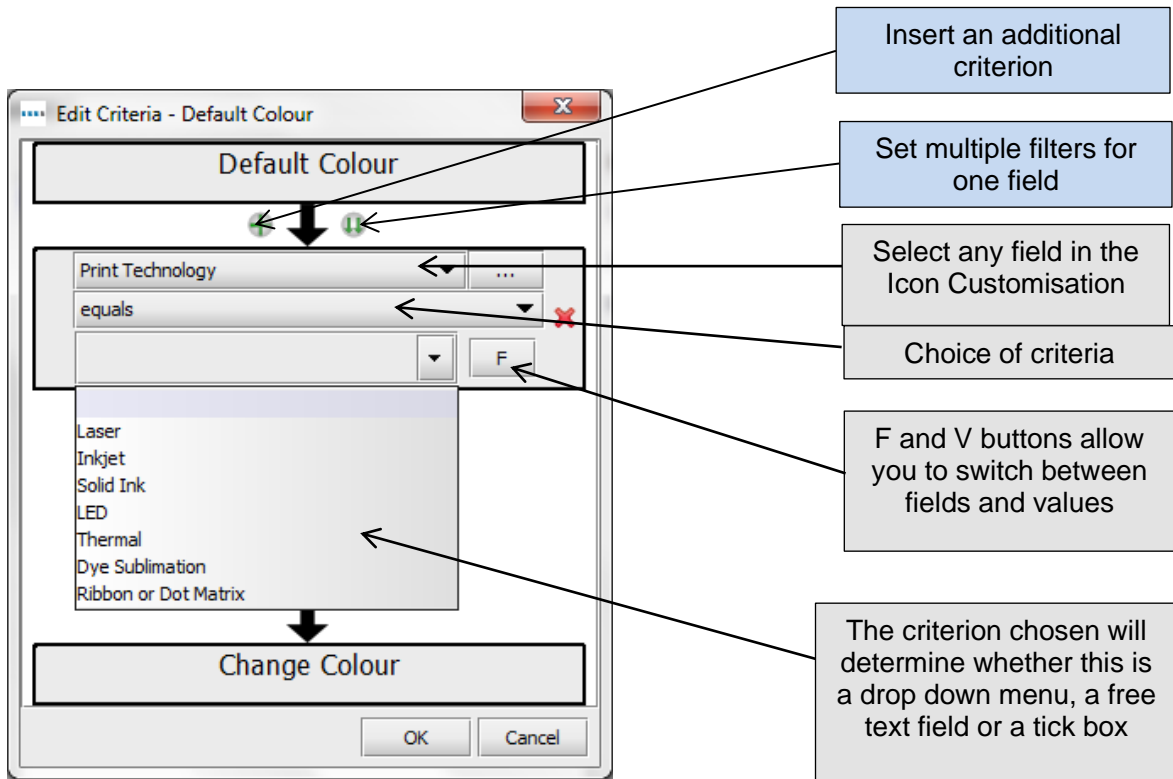 Insert an additional
criterion
Edit Criteria - Default Colour
Default Colour
Set multiple filters for
one field
Print Technology
...
equals
F
Select any field in the
Icon Customisation
Choice of criteria
Laser
Inkjet
Solid Ink
LED
Thermal
Dye Sublimation
Ribbon or Dot Matrix
F and V buttons allow
you to switch between
fields and values
Change Colour
OK
Cancel
The criterion chosen will
determine whether this is
a drop down menu, a free
text field or a tick box